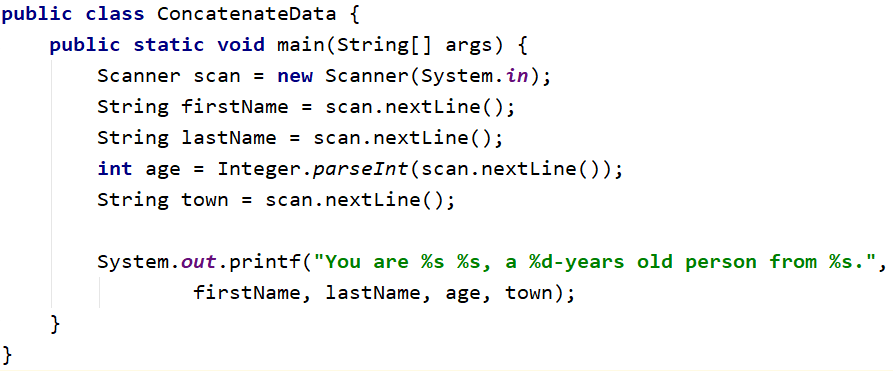 public class ConcatenateData {
    public static void main(String[] args) {
        Scanner scan = new Scanner(System.in);
        String firstName = scan.nextLine();
        String lastName = scan.nextLine();
        int age = Integer.parseInt(scan.nextLine());
        String town = scan.nextLine();

        System.out.printf("You are %s %s, a %d-years old person from %s.",
                firstName, lastName, age, town);
    }
}